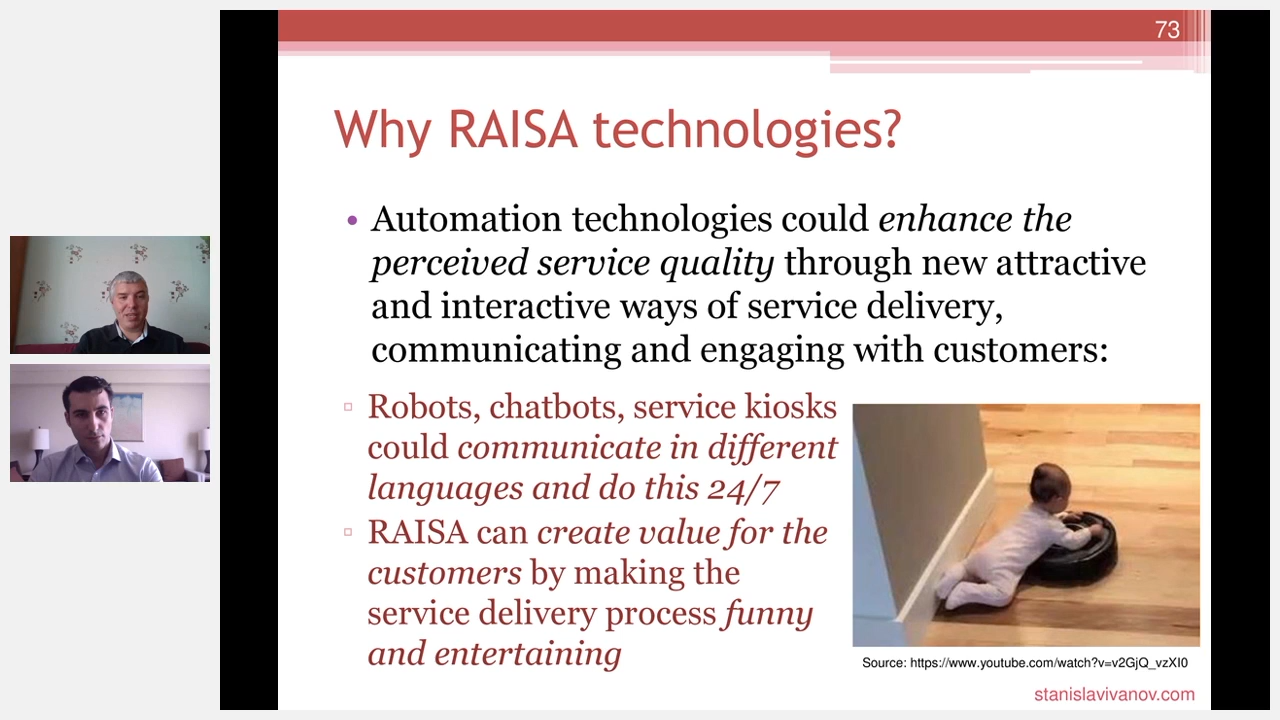 73
Why RAISA technologies?
• Automation technologies could enhance the
perceived service quality through new attractive
and interactive ways of service delivery,
communicating and engaging with customers:
▫ Robots, chatbots, service kiosks
could communicate in different
languages and do this 24/7
▫ RAISA can create value for the
customers by making the
service delivery process funny
and entertaining
Source: https://www.youtube.com/watch?v=v2GjQ_vzXI0
stanislavivanov.com